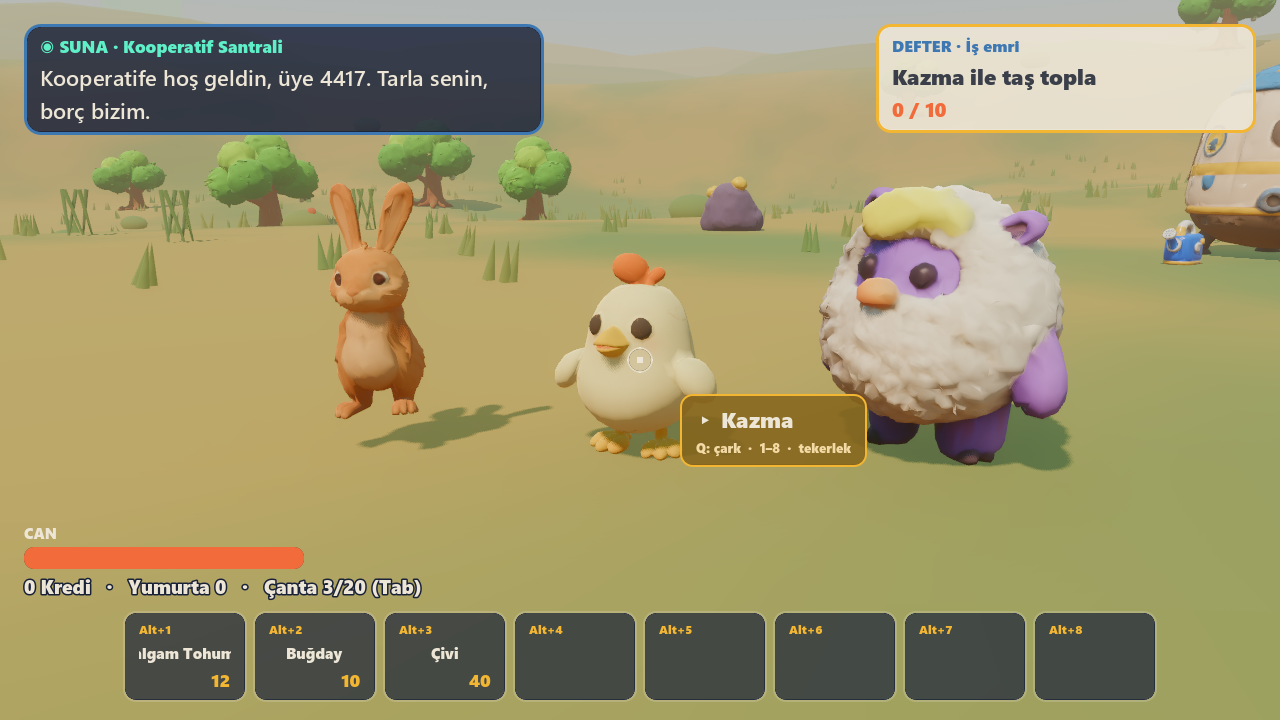 ◉ SUNA · Kooperatif Santrali
Kooperatife hoş geldin, üye 4417. Tarla senin,
borç bizim.
DEFTER · İş emri
Kazma ile taş topla
0 / 10
▸ Kazma
Q: çark · 1–8 · tekerlek
CAN
0 Kredi · Yumurta 0 · Çanta 3/20 (Tab)
Alt+1
Alt+2
Alt+3
Alt+4
Alt+5
Alt+6
Alt+7
Alt+8
lgam Tohum
Buğday
Çivi
12
10
40